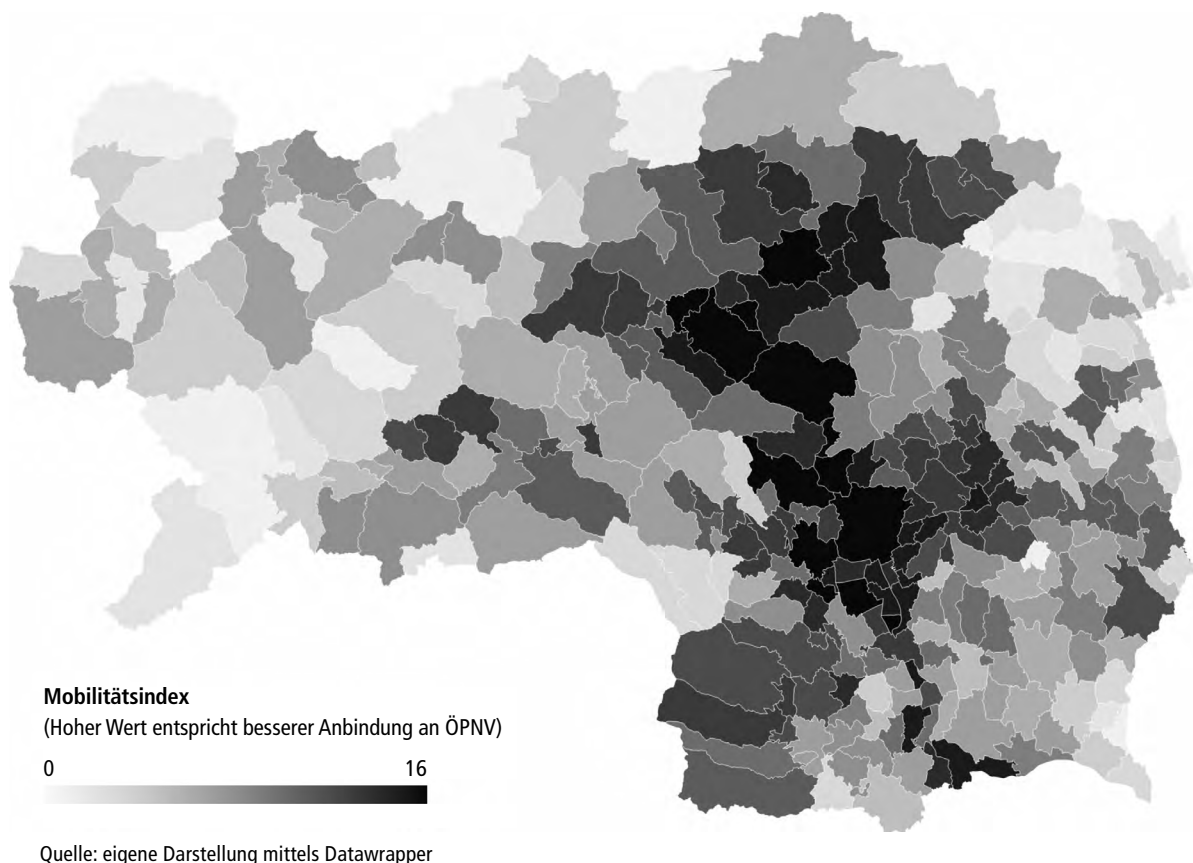 Mobilitätsindex
(Hoher Wert entspricht besserer Anbindung an ÖPNV)
0 16
Quelle: eigene Darstellung mittels Datawrapper